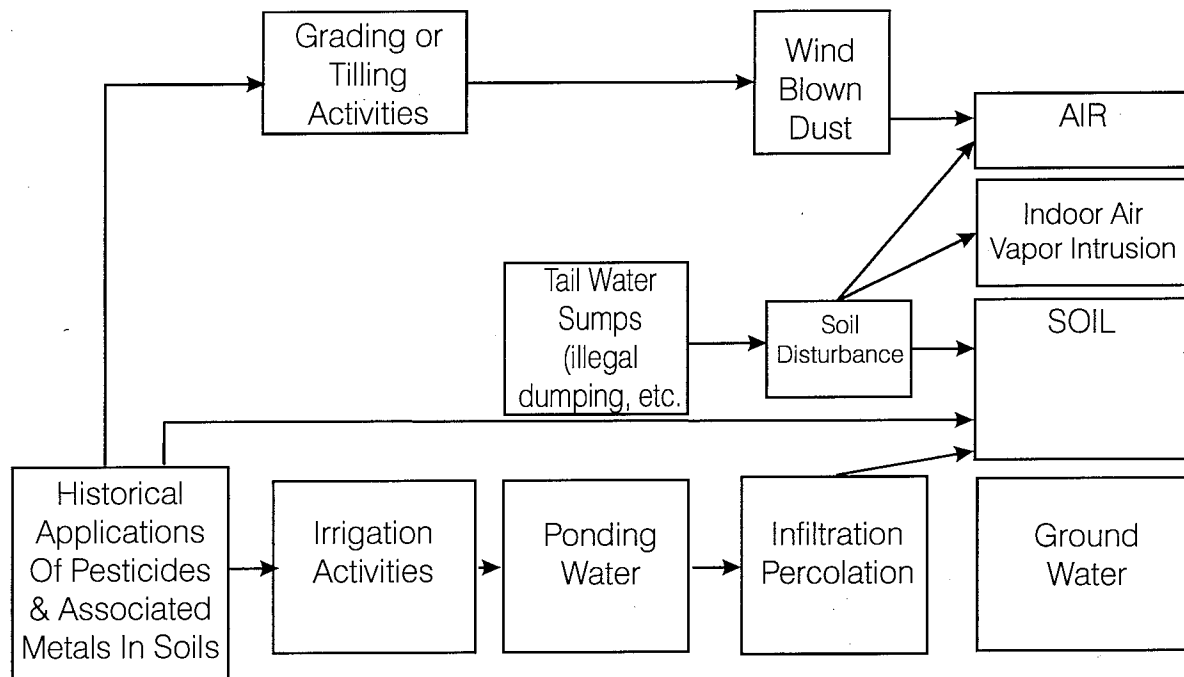 Grading or
Tilling
Activities
Wind
Blown
Dust
AIR
Indoor Air
Vapor Intrusion
Tail Water
Sumps
(illegal
dumping, etc.
Soil
Disturbance
SOIL
Historical
Applications
Of Pesticides
& Associated
Metals In Soils
Irrigation
Activities
Ponding
Water
Infiltration
Percolation
Ground
Water